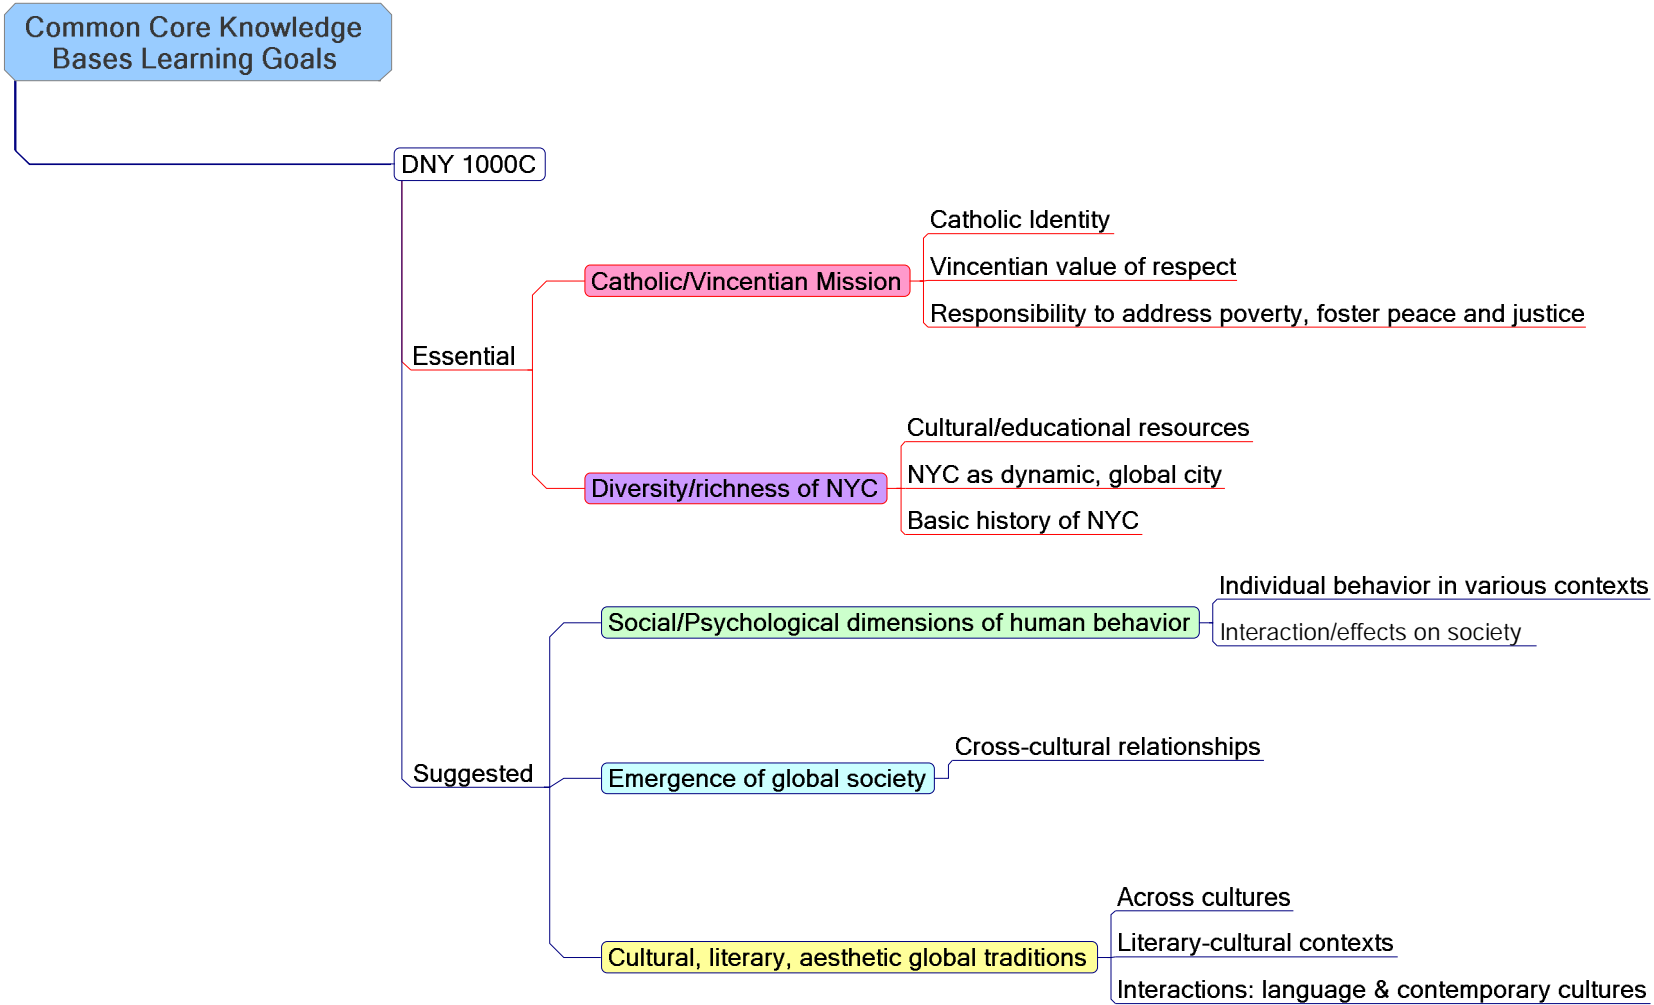 Common Core Knowledge
Bases Learning Goals
DNY 1000C
Essential
Catholic/Vincentian Mission
Catholic Identity
Vincentian value of respect
Responsibility to address poverty, foster peace and justice
Diversity/richness of NYC
Cultural/educational resources
NYC as dynamic, global city
Basic history of NYC
Suggested
Social/Psychological dimensions of human behavior
Individual behavior in various contexts
Interaction/effects on society
Emergence of global society
Cross-cultural relationships
Cultural, literary, aesthetic global traditions
Across cultures
Literary-cultural contexts
Interactions: language & contemporary cultures